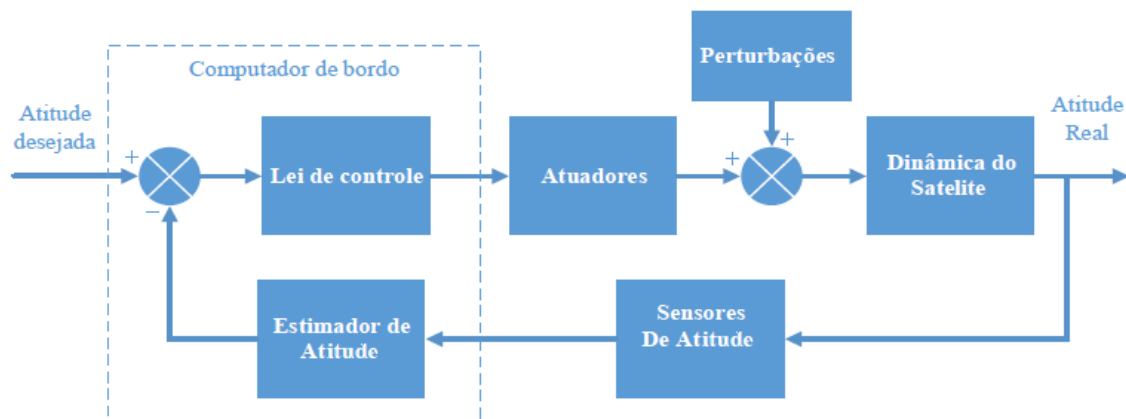 Perturbações
Computador de bordo
Atitude
desejada
Atitude
Real
+
−
Lei de controle
Atuadores
+
+
Dinâmica do
Satelite
Estimador de
Atitude
Sensores
De Atitude